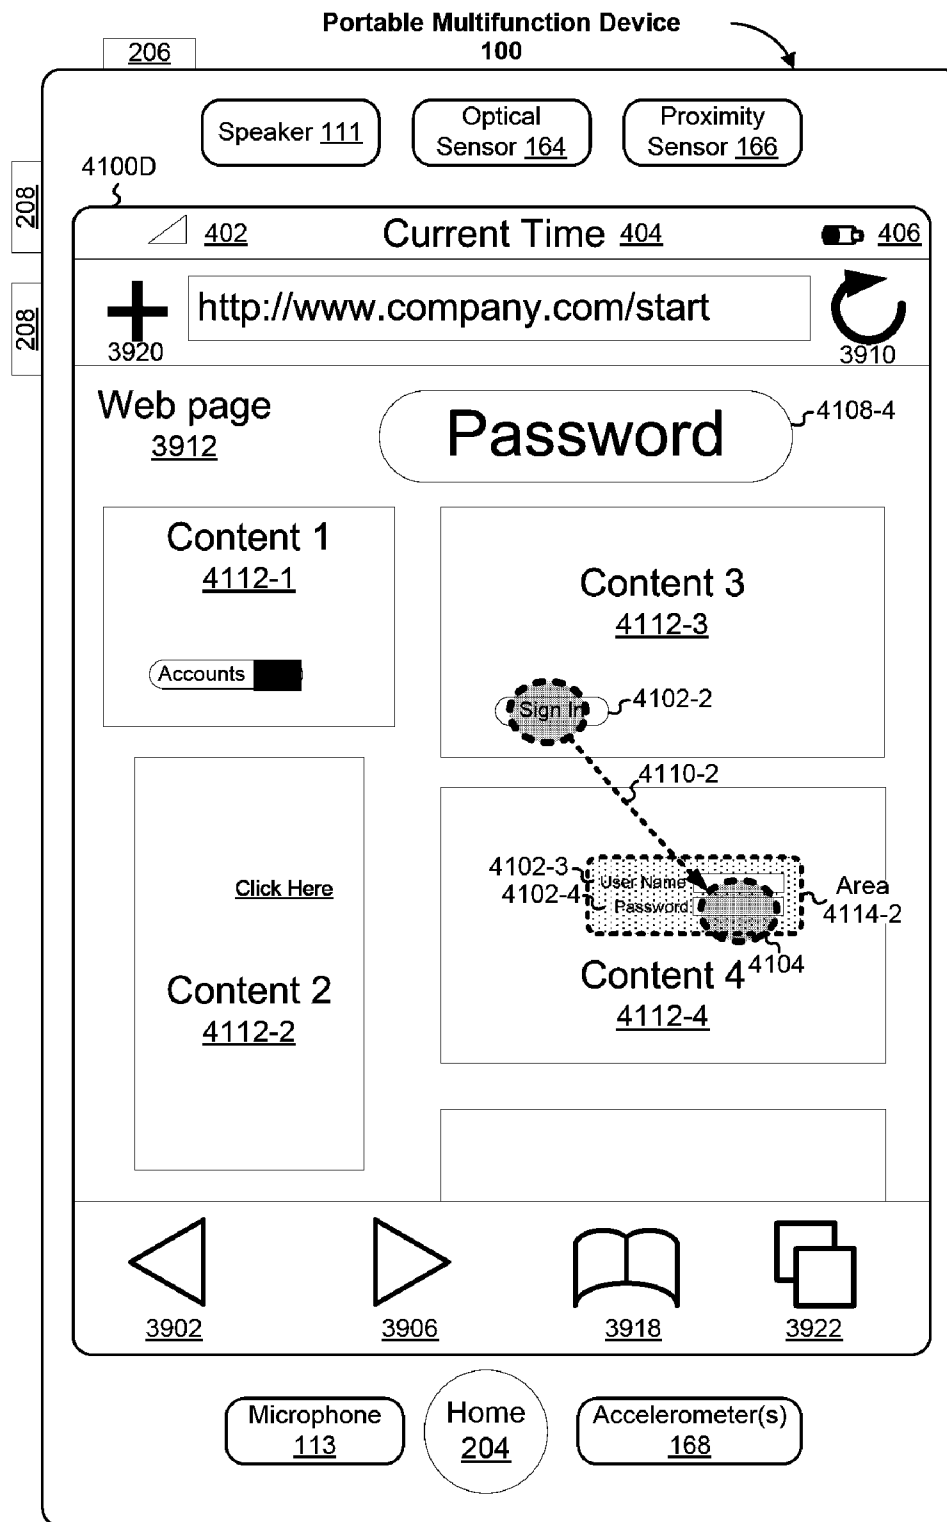 Portable Multifunction Device
100
206
Speaker 111
Optical
Sensor 164
Proximity
Sensor 166
4100D
208
208
402
Current Time 404
406
3920
http://www.company.com/start
3910
Web page
3912
Password
4108-4
Content 1
4112-1
Accounts
Content 3
4112-3
Sign In
4102-2
4110-2
Click Here
Content 2
4112-2
4102-3
4102-4
User Name
Password:
Area
4114-2
4104
Content 4
4112-4
3902
3906
3918
3922
Microphone
113
Home
204
Accelerometer(s)
168